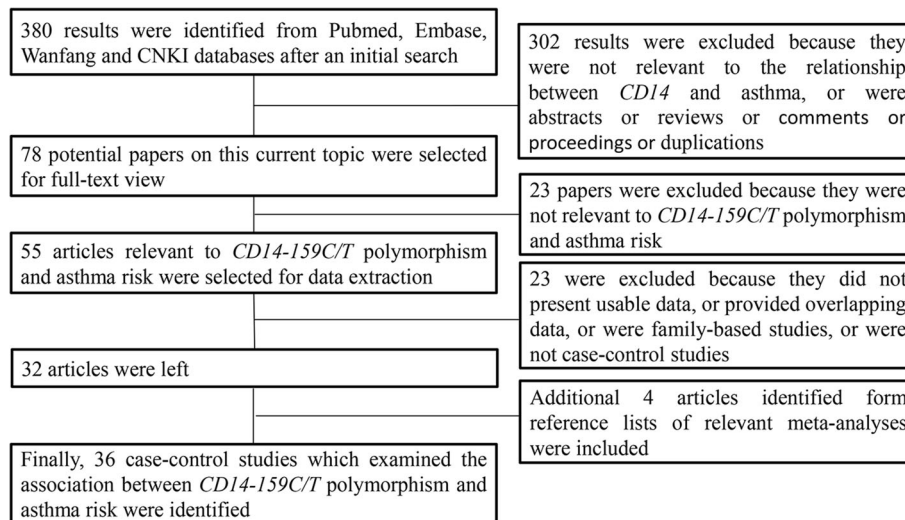 380 results were identified from Pubmed, Embase,
Wanfang and CNKI databases after an initial search
302 results were excluded because they
were not relevant to the relationship
between CD14 and asthma, or were
abstracts or reviews or comments or
proceedings or duplications
78 potential papers on this current topic were selected
for full-text view
23 papers were excluded because they were
not relevant to CD14-159C/T polymorphism
and asthma risk
55 articles relevant to CD14-159C/T polymorphism
and asthma risk were selected for data extraction
23 were excluded because they did not
present usable data, or provided overlapping
data, or were family-based studies, or were
not case-control studies
32 articles were left
Additional 4 articles identified form
reference lists of relevant meta-analyses
were included
Finally, 36 case-control studies which examined the
association between CD14-159C/T polymorphism and
asthma risk were identified